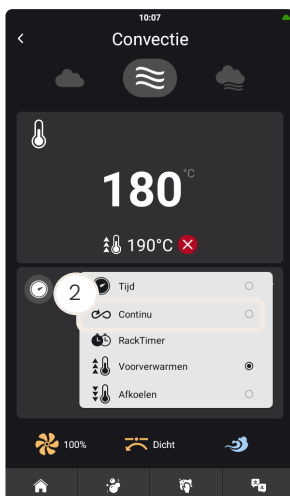 10:07
Convectie
180 °C
190°C
2
Tijd
Continu
RackTimer
Voorverwarmen
Afkoelen
100%
Dicht